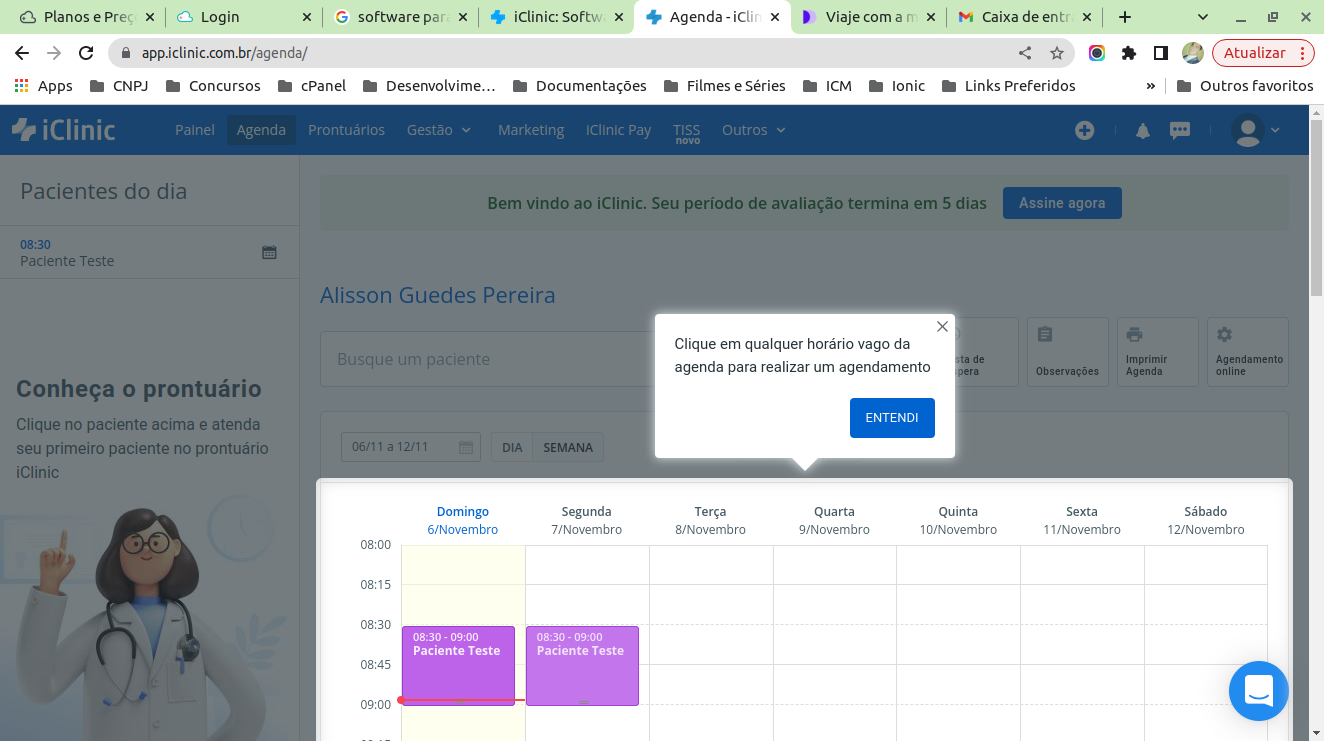 Planos e Preç
Login
software para
iClinic: Softw
Agenda - iClin
Viaje com a m
Caixa de entr
app.iclinic.com.br/agenda/
Atualizar
Apps
CNPJ
Concursos
cPanel
Desenvolvime...
Documentações
Filmes e Séries
ICM
Ionic
Links Preferidos
»
Outros favoritos
iClinic
Painel
Agenda
Prontuários
Gestão
Marketing
iClinic Pay
TISS
novo
Outros
Pacientes do dia
08:30
Paciente Teste
Conheça o prontuário
Clique no paciente acima e atenda
seu primeiro paciente no prontuário
iClinic
Bem vindo ao iClinic. Seu período de avaliação termina em 5 dias
Assine agora
Alisson Guedes Pereira
Busque um paciente
sta de
pera
Observações
Imprimir
Agenda
Agendamento
online
Clique em qualquer horário vago da
agenda para realizar um agendamento
ENTENDI
06/11 a 12/11
DIA
SEMANA
Domingo
6/Novembro
Segunda
7/Novembro
Terça
8/Novembro
Quarta
9/Novembro
Quinta
10/Novembro
Sexta
11/Novembro
Sábado
12/Novembro
08:00
08:15
08:30
08:45
09:00
08:30 - 09:00
Paciente Teste
08:30 - 09:00
Paciente Teste